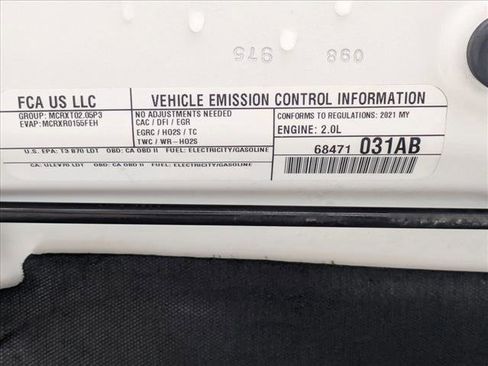 860 975
FCA US LLC
VEHICLE EMISSION CONTROL INFORMATION
GROUP: MCRXT02.05P3
EVAP: MCRXR0155FEH
NO ADJUSTMENTS NEEDED
CAC / DFI / EGR
EGRC / HO2S / TC
TWC / WR-HO2S
CONFORMS TO REGULATIONS: 2021 MY
ENGINE: 2.0L
U.S. EPA: T3 B70 LDT OBD: CA OBD II FUEL: ELECTRICITY/GASOLINE
CA: ULEV70 LDT OBD: CA OBD II FUEL: ELECTRICITY/GASOLINE
68471 031AB